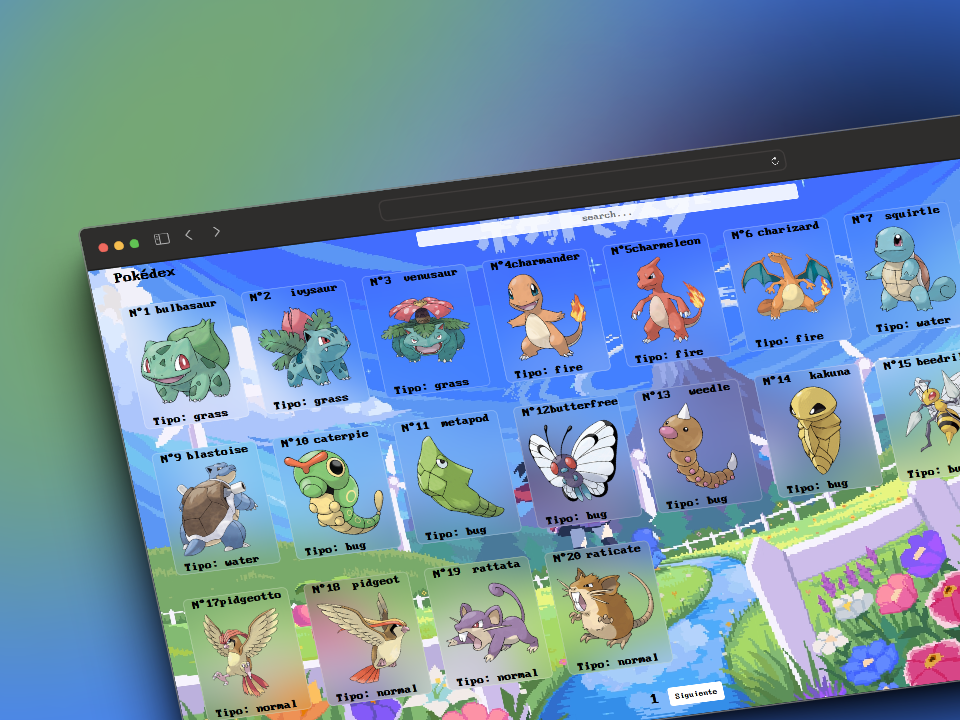 search...
Pokédex
N°1 bulbasaur
Tipo: grass
N°2 ivysaur
Tipo: grass
N°3 venusaur
Tipo: grass
N°4charmander
Tipo: fire
N°5charmeleon
Tipo: fire
N°6 charizard
Tipo: fire
N°7 squirtle
Tipo: water
N°9 blastoise
Tipo: water
N°10 caterpie
Tipo: bug
N°11 metapod
Tipo: bug
N°12butterfree
Tipo: bug
N°13 weedle
Tipo: bug
N°14 kakuna
Tipo: bug
N°15 beedri
Tipo: bu
N°17pidgeotto
Tipo: normal
N°18 pidgeot
Tipo: normal
N°19 rattata
Tipo: normal
N°20 raticate
Tipo: normal
1 Siguiente